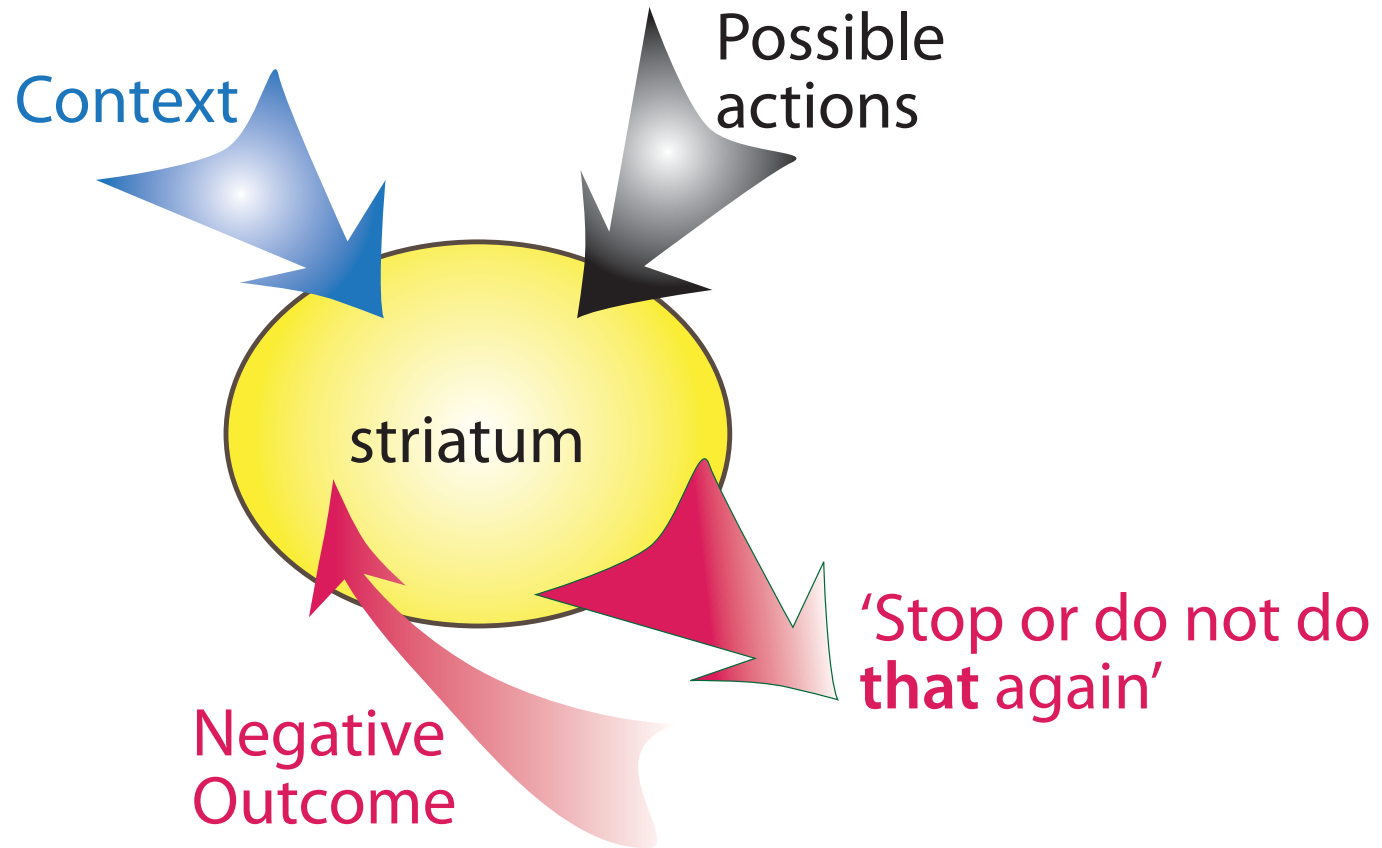 Context
Possible
actions
striatum
‘Stop or do not do
that again’
Negative
Outcome